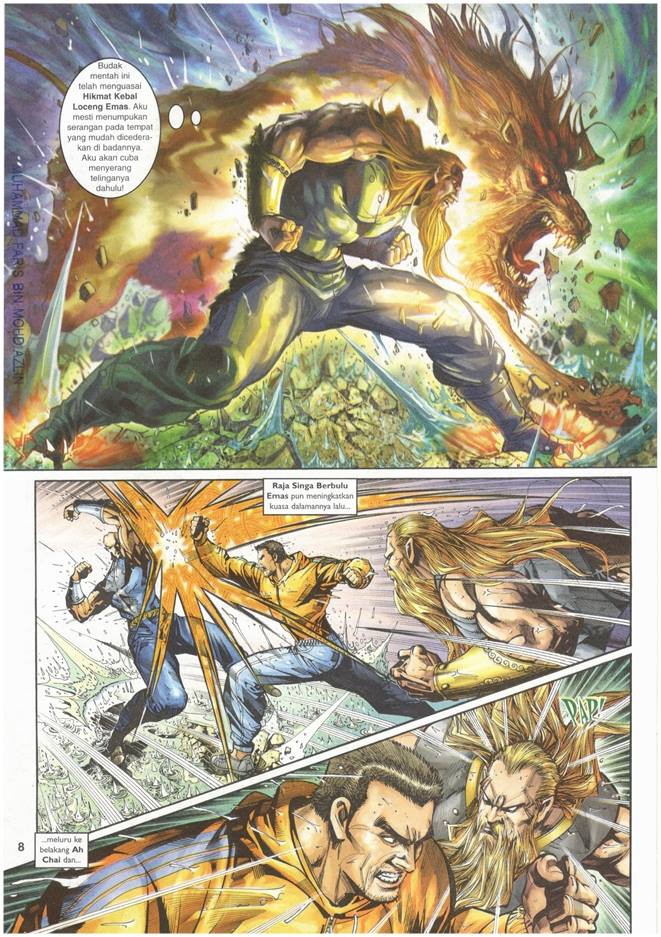 Budak
mentah ini
telah menguasai
Hikmat Kebal
Loceng Emas. Aku
mesti menumpukan
serangan pada tempat
yang mudah dicedera-
kan di badannya.
Aku akan cuba
menyerang
telinganya
dahulu!
MUHAMMAD FARIS BIN MOHD AZLEN
Raja Singa Berbulu
Emas pun meningkatkan
kuasa dalamannya lalu...
PAP!
...meluru ke
belakang Ah
Chai dan...
8